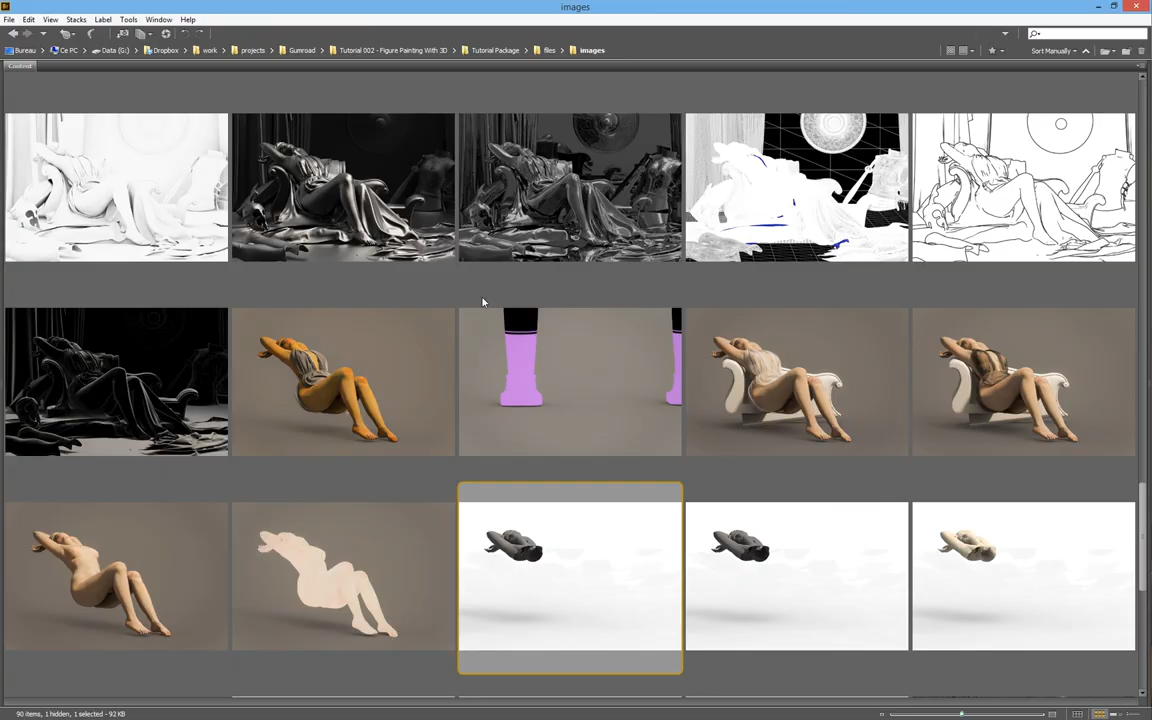 Br
images
File Edit View Stacks Label Tools Window Help
Bureau Ce PC Data (G:) Dropbox work projects Gumroad Tutorial 002 - Figure Painting With 3D Tutorial Package files images
Sort Manually
Content
90 items, 1 hidden, 1 selected - 92 KB